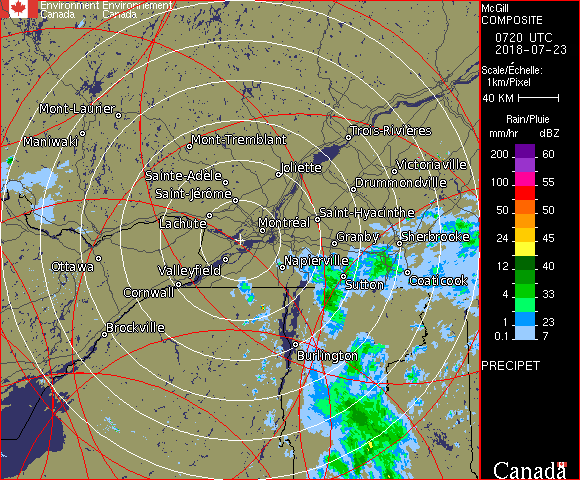 Environment Environnement
Canada Canada
McGill
COMPOSITE
0720 UTC
2018-07-23
Scale/Échelle:
1km/Pixel
40 KM
Rain/Pluie
mm/hr dBZ
200 60
150 55
100 55
50 50
24 45
12 40
4 33
1 23
0.1 7
PRECIPET
Canada
Mont-Laurier
Maniwaki
Mont-Tremblant
Trois-Rivières
Sainte-Adèle
Joliette
Victoriaville
Saint-Jérôme
Drummondville
Lachute
Saint-Hyacinthe
Montréal
Granby
Sherbrooke
Ottawa
Valleyfield
Napierville
Cornwall
Sutton
Coaticook
Brockville
Burlington